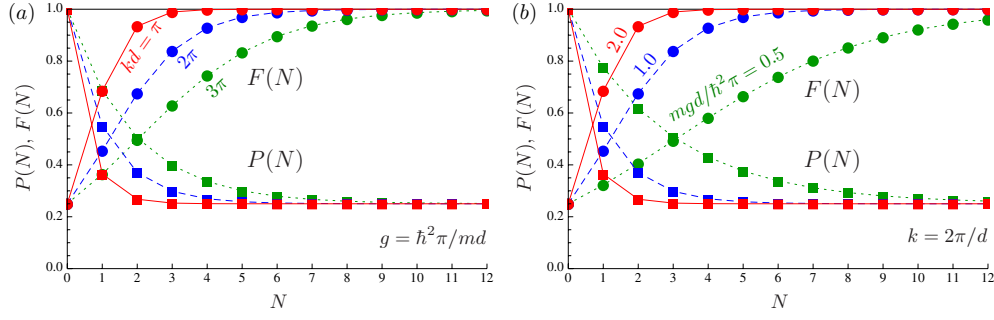 (a)
P(N), F(N)
1.0
0.8
0.6
0.4
0.2
0.0
kd = π
2π
3π
F(N)
P(N)
g = ℏ²π/md
0 1 2 3 4 5 6 7 8 9 10 11 12
N
(b)
P(N), F(N)
1.0
0.8
0.6
0.4
0.2
0.0
2.0
1.0
mgd/ℏ²π = 0.5
F(N)
P(N)
k = 2π/d
0 1 2 3 4 5 6 7 8 9 10 11 12
N